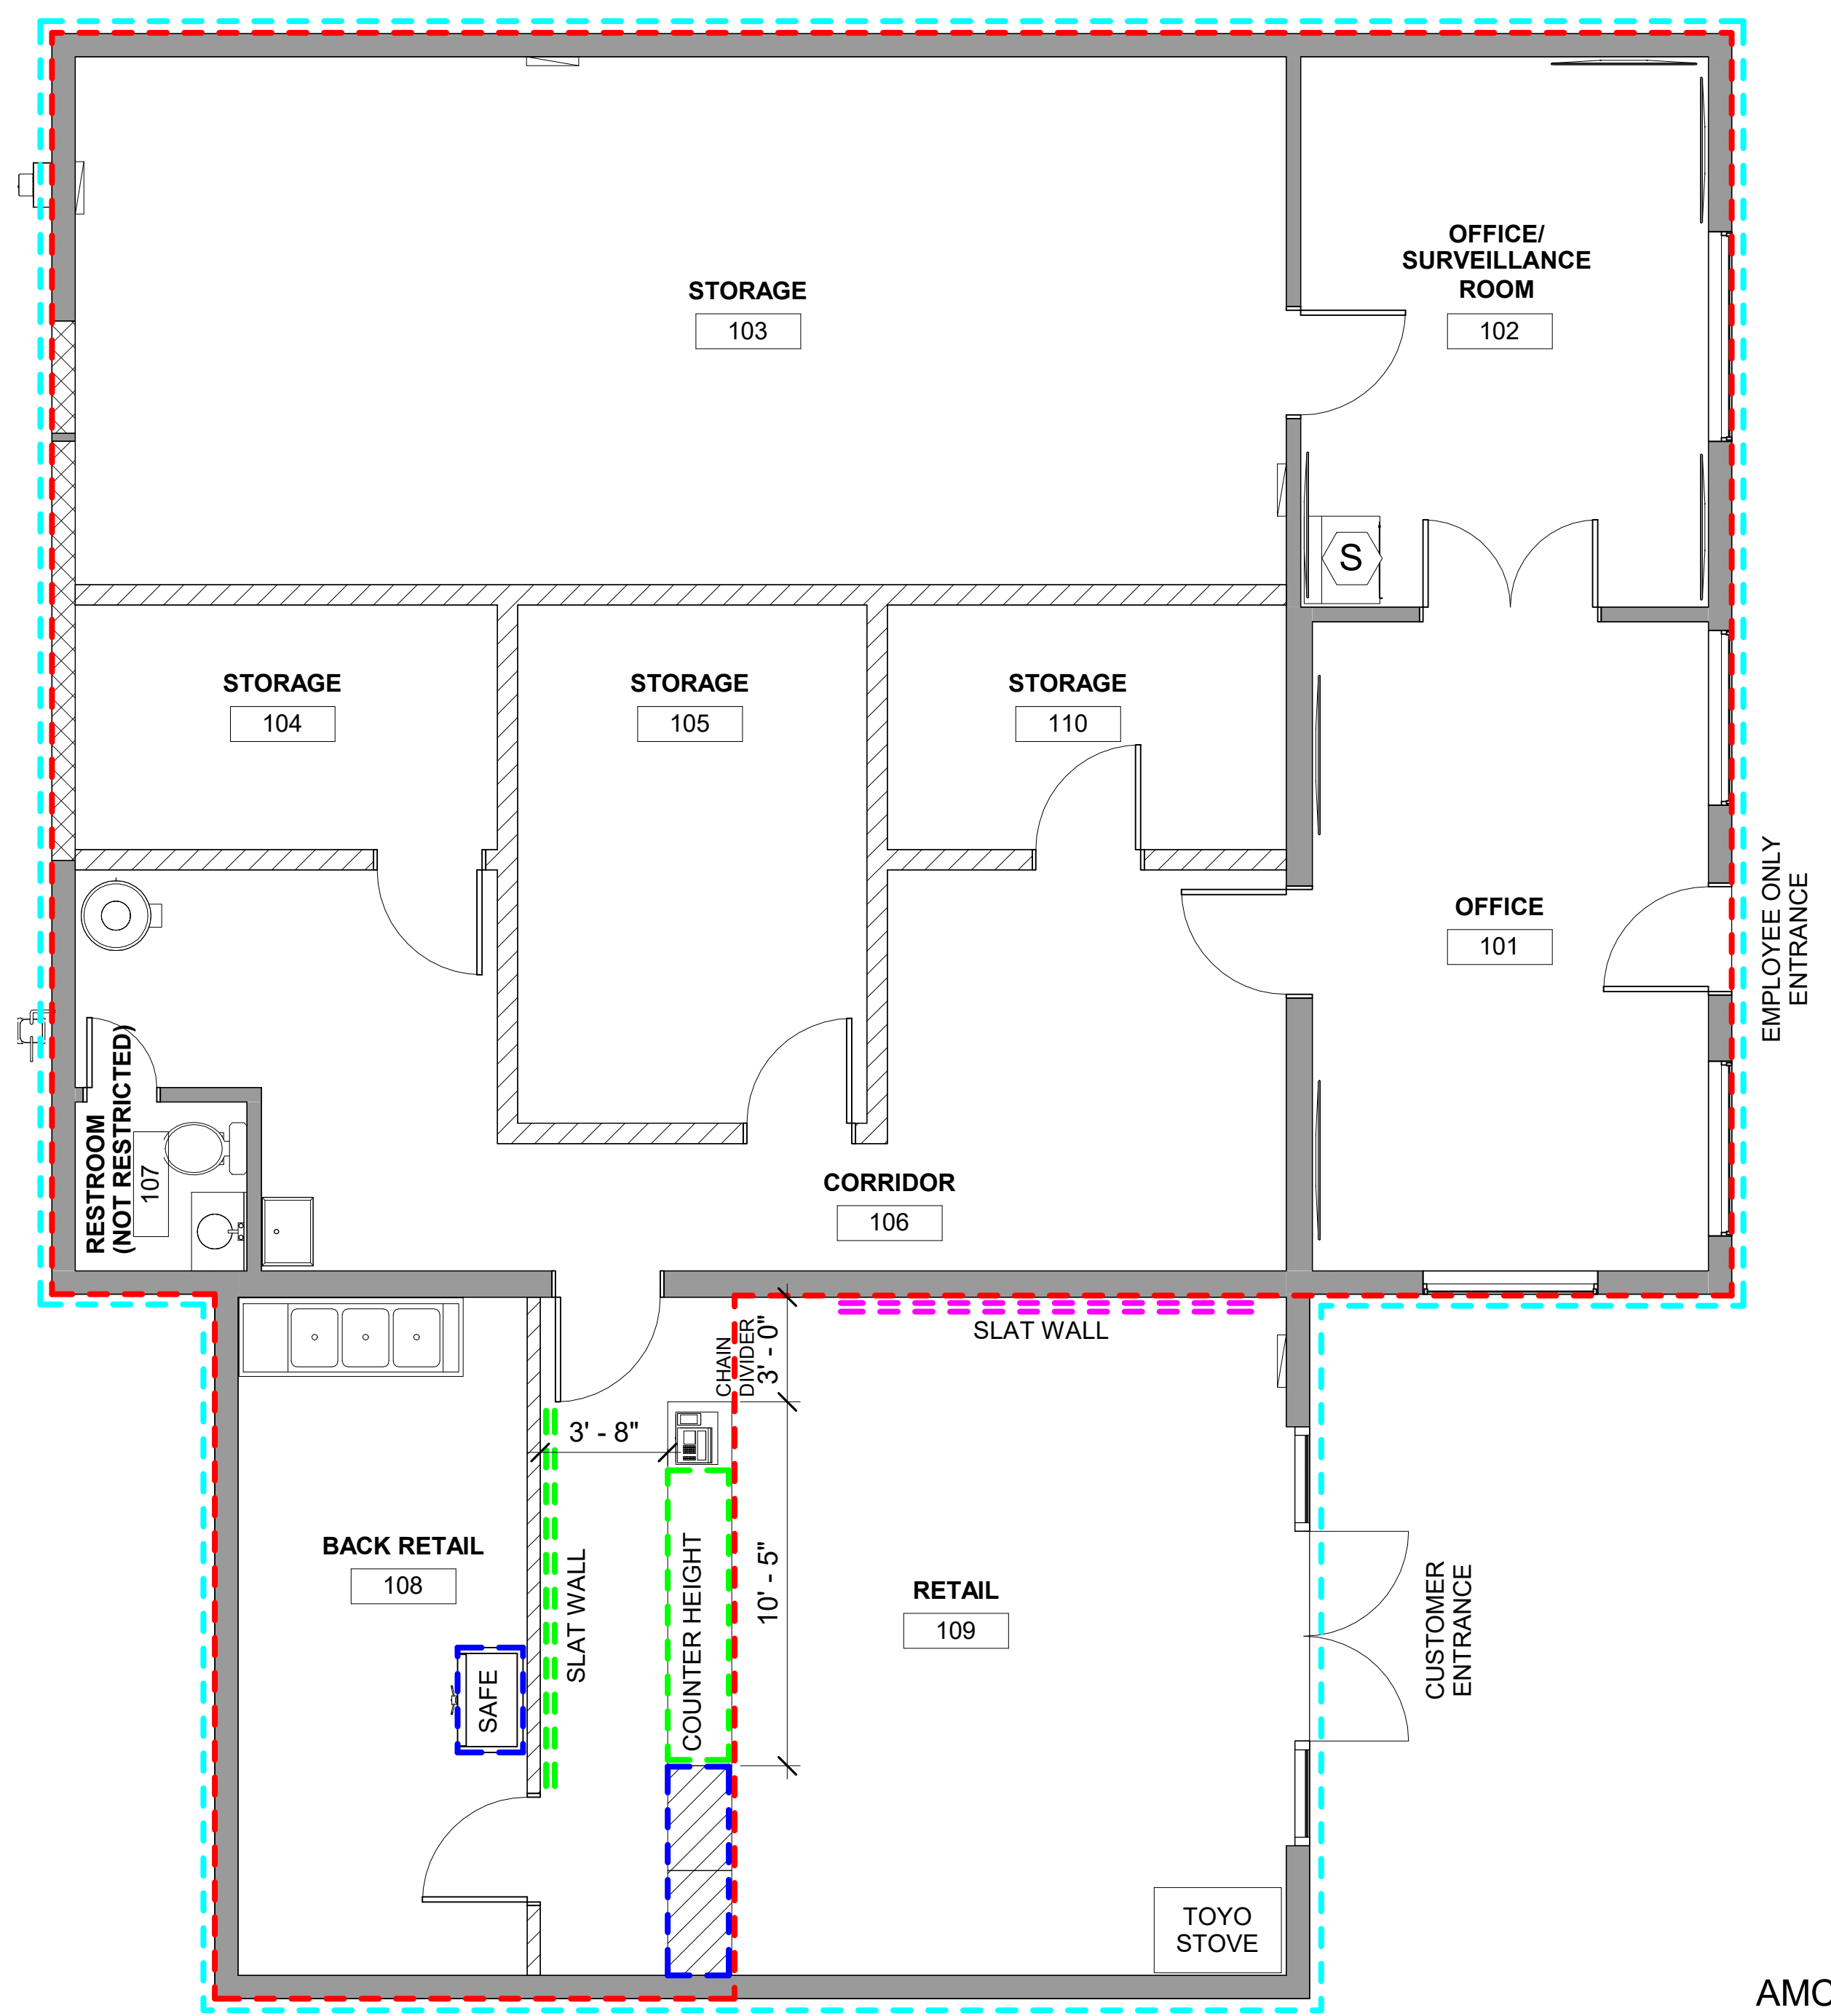 OFFICE/
SURVEILLANCE
ROOM
102
STORAGE
103
S
STORAGE
104
STORAGE
105
STORAGE
110
OFFICE
101
EMPLOYEE ONLY
ENTRANCE
RESTROOM
(NOT RESTRICTED)
107
CORRIDOR
106
SLAT WALL
CHAIN
DIVIDER
3' - 0"
3' - 8"
BACK RETAIL
108
SLAT WALL
COUNTER HEIGHT
10' - 5"
RETAIL
109
CUSTOMER
ENTRANCE
SAFE
TOYO
STOVE
AMC